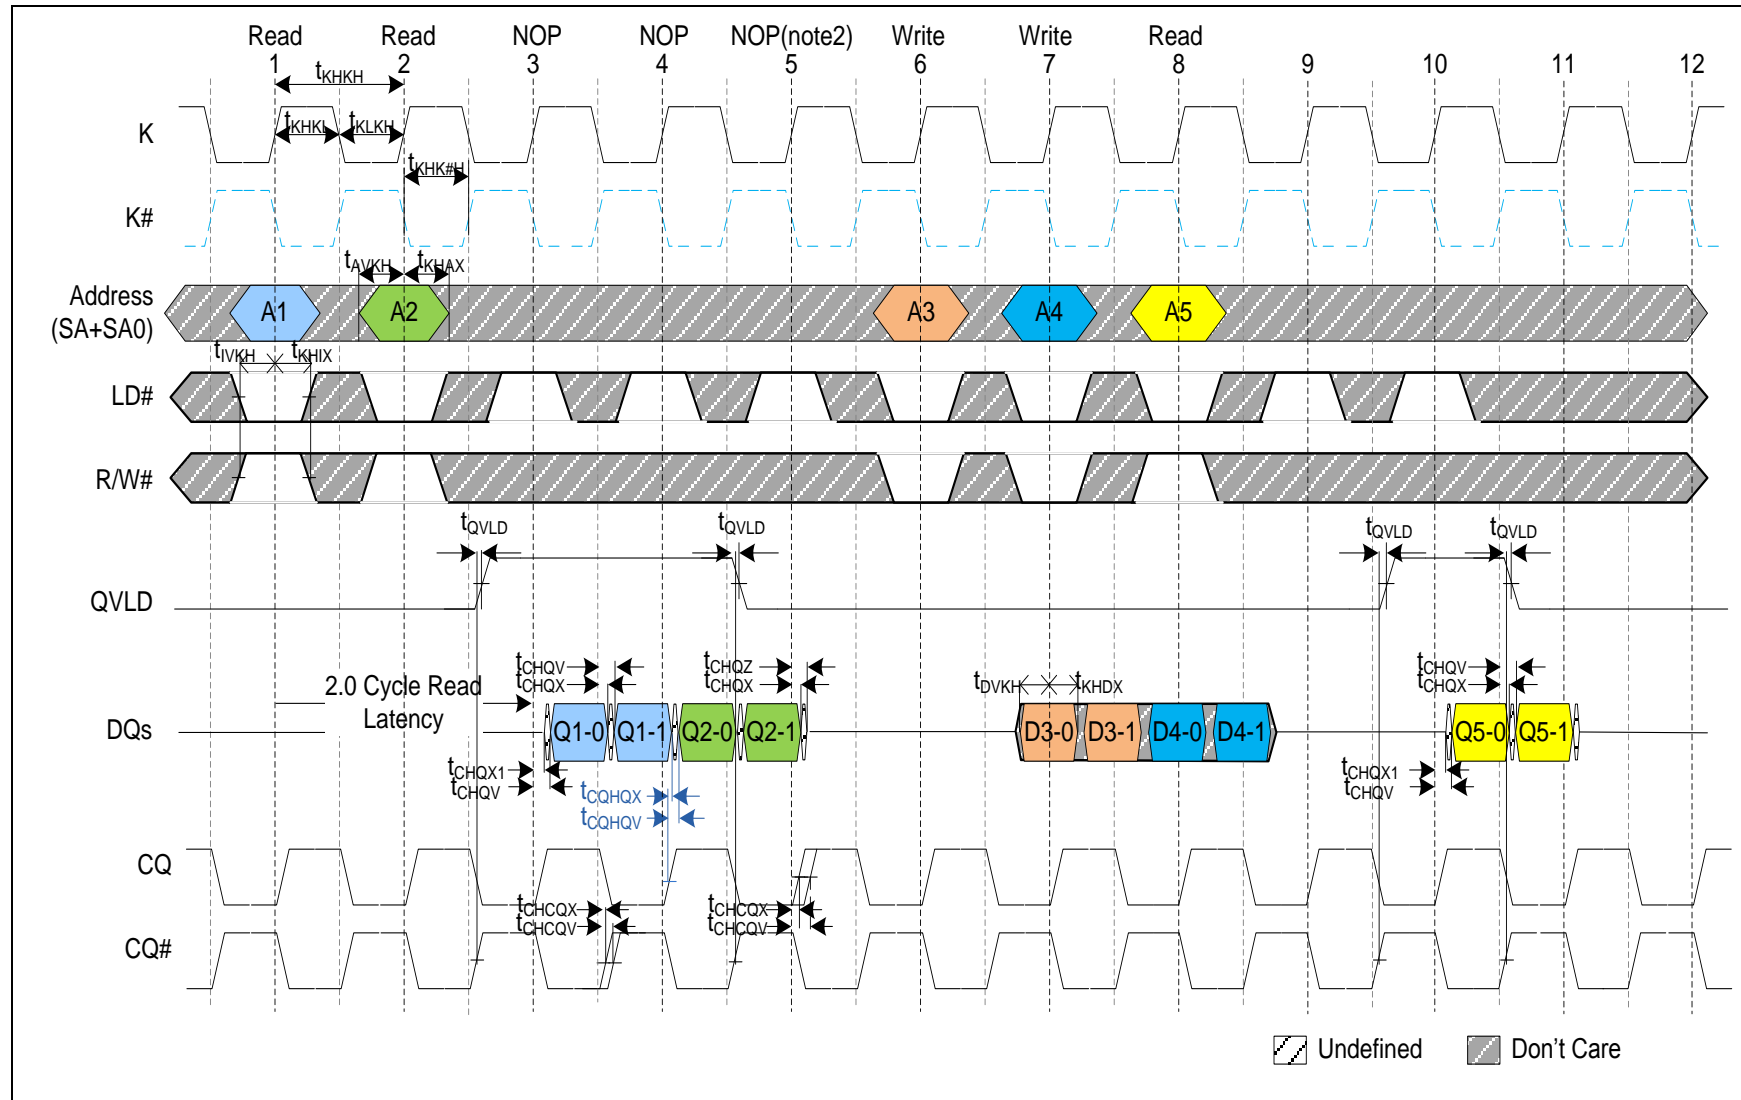 Read Read NOP NOP NOP(note2) Write Write Read
1 2 3 4 5 6 7 8 9 10 11 12
tKHKH
K
tKHKL tKLKH
tKHK#H
K#
tAVKH tKHAX
Address
(SA+SA0)
A1 A2 A3 A4 A5
tIVKH tKHIX
LD#
R/W#
tQVLD tQVLD tQVLD tQVLD
QVLD
tCHQV tCHQZ tCHQV
tCHQX tCHQX tDVKH tKHDX tCHQX
2.0 Cycle Read
Latency
DQs
Q1-0 Q1-1 Q2-0 Q2-1 D3-0 D3-1 D4-0 D4-1 Q5-0 Q5-1
tCHQX1 tCHQX1
tCHQV tCHQV
tCQHQX
tCQHQV
CQ
tCHCQX tCHCQX
tCHCQV tCHCQV
CQ#
Undefined Don't Care